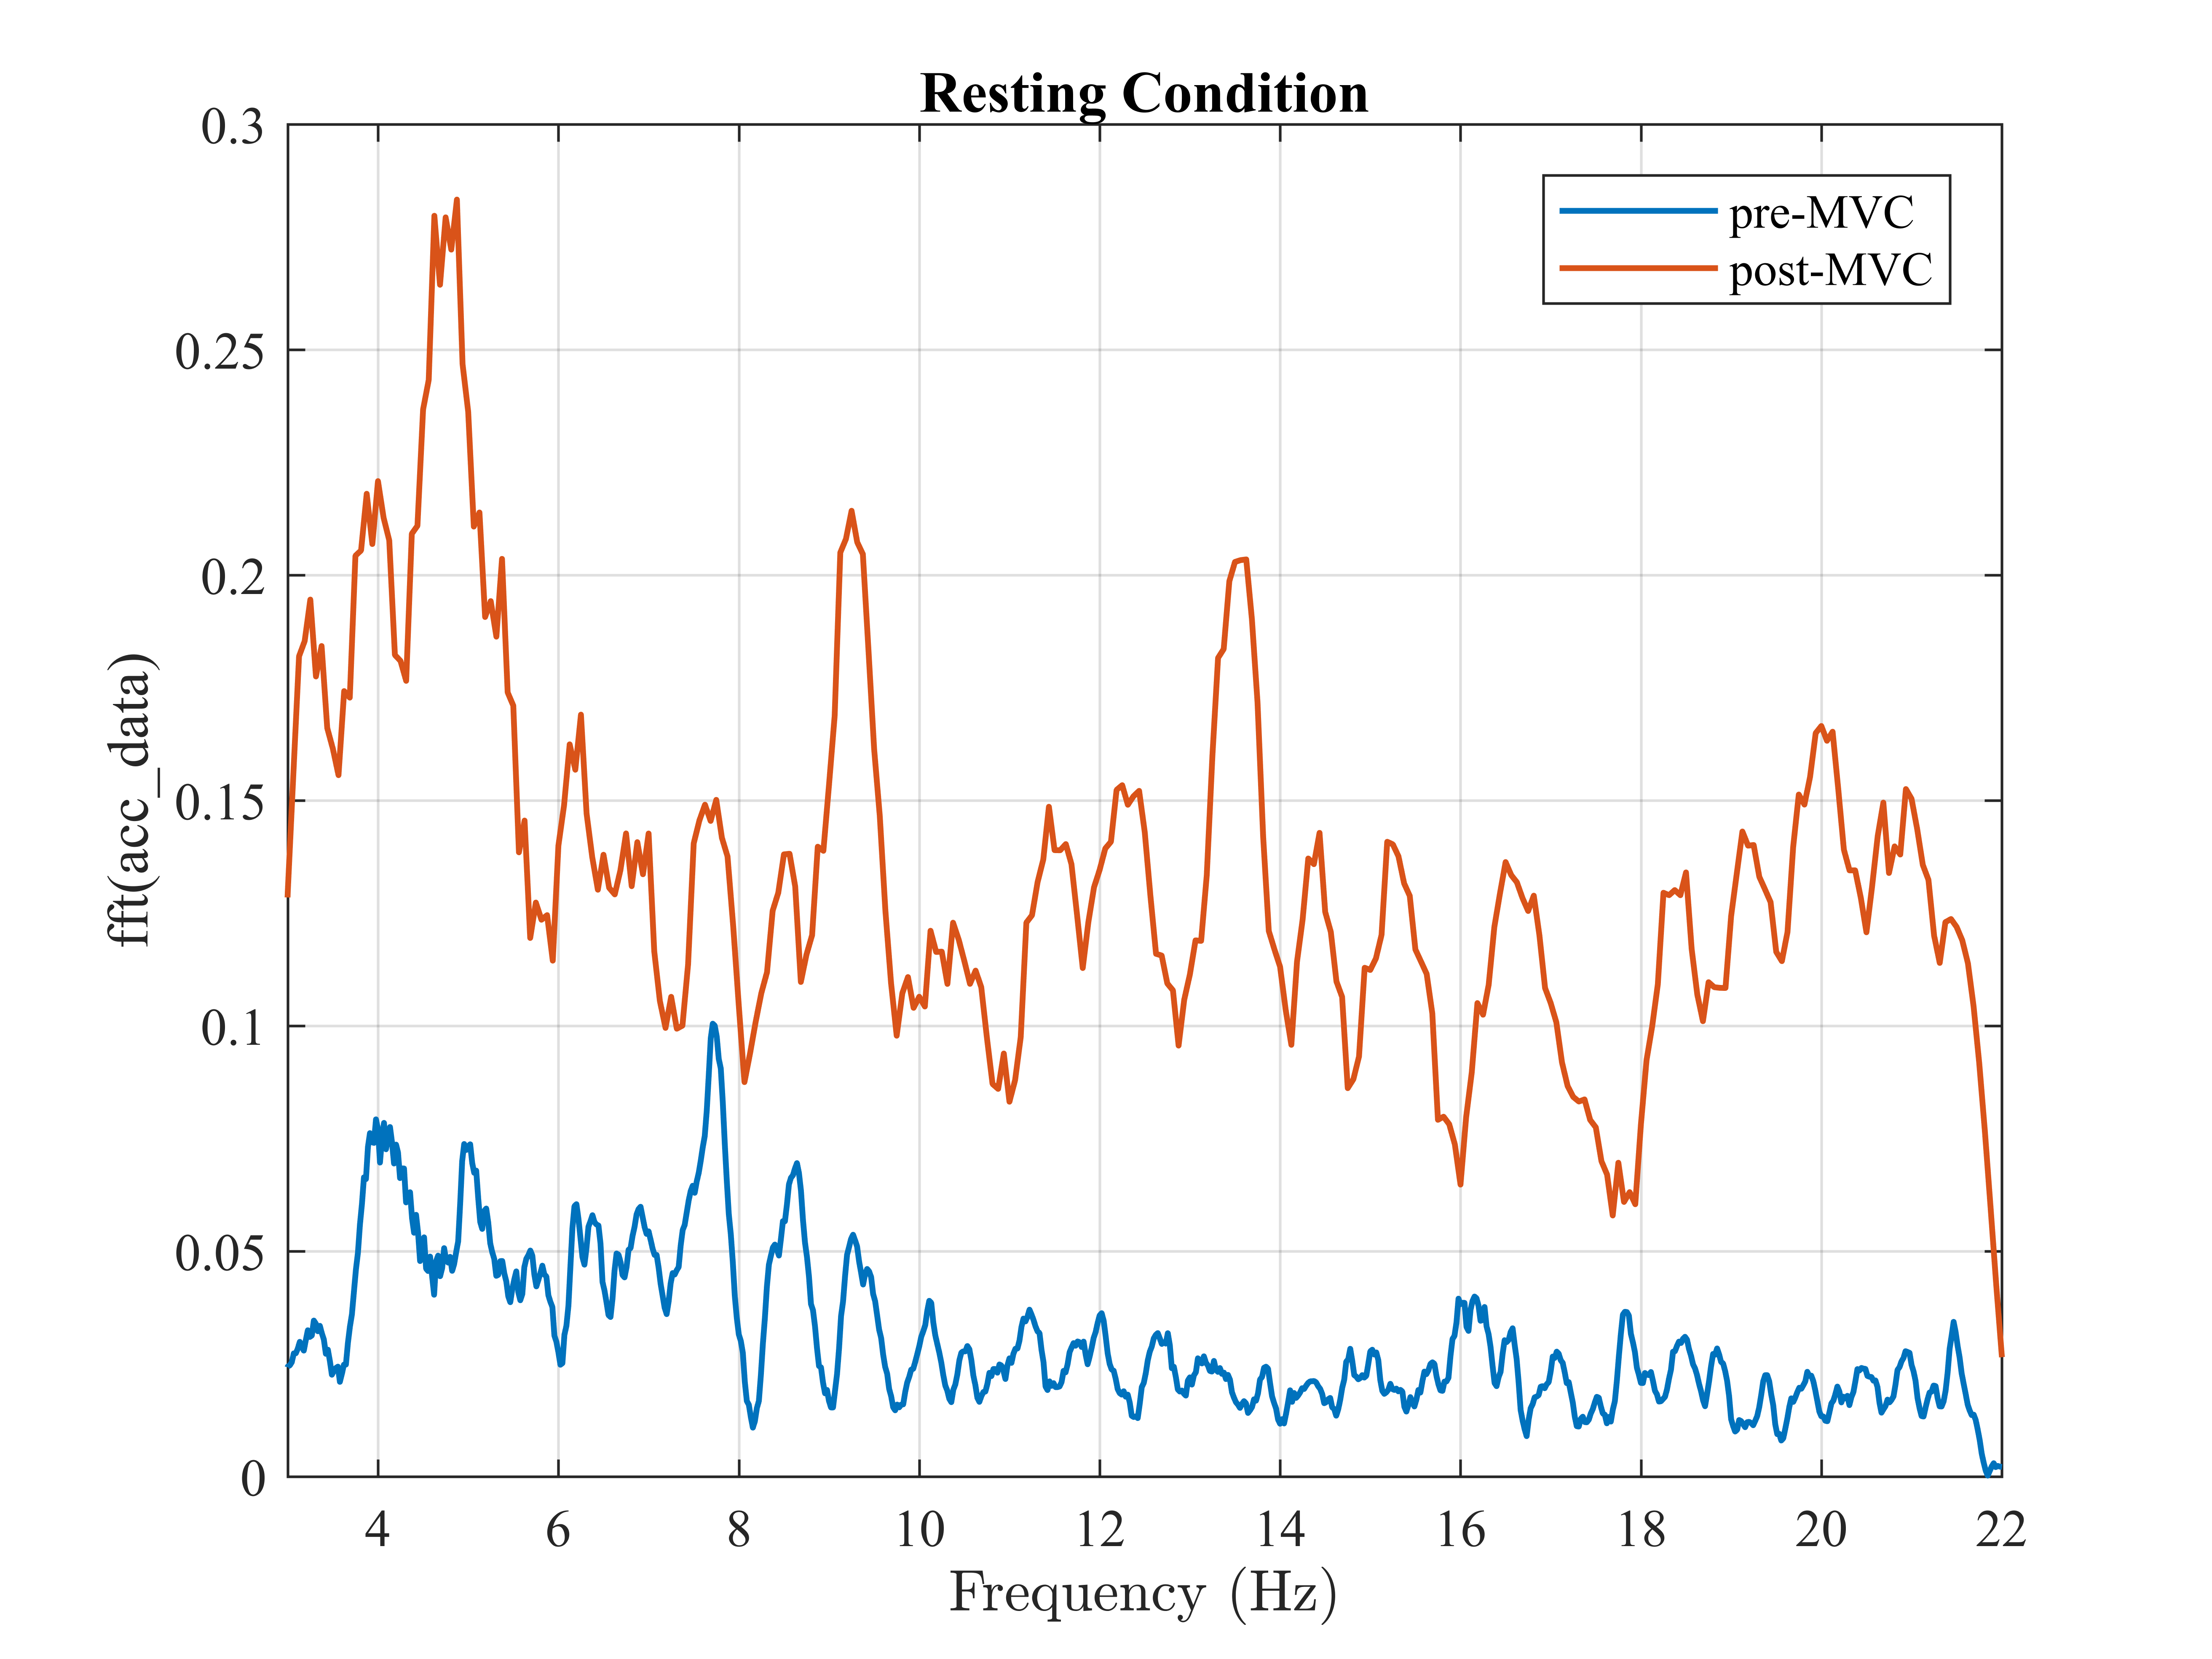 Resting Condition
pre-MVC
post-MVC
fft(acc_data)
0.3
0.25
0.2
0.15
0.1
0.05
0
4 6 8 10 12 14 16 18 20 22
Frequency (Hz)